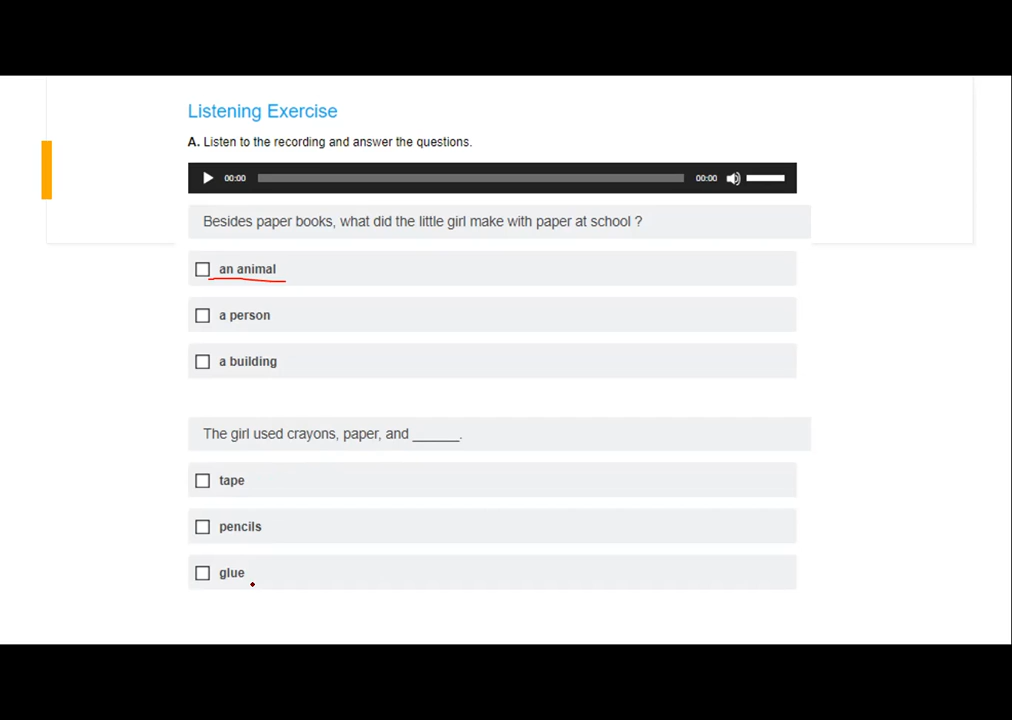 Listening Exercise
A. Listen to the recording and answer the questions.
00:00 00:00
Besides paper books, what did the little girl make with paper at school ?
an animal
a person
a building
The girl used crayons, paper, and ______.
tape
pencils
glue